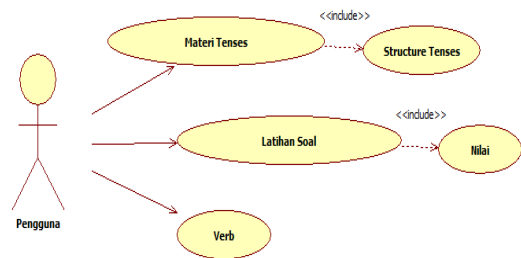 <<include>>
Materi Tenses
Structure Tenses
<<include>>
Latihan Soal
Nilai
Pengguna
Verb